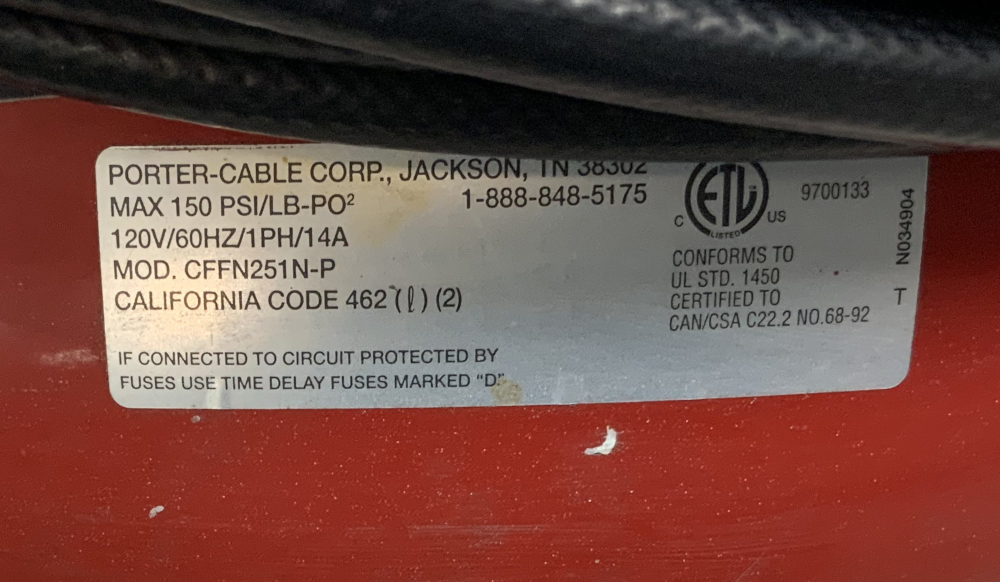 PORTER-CABLE CORP., JACKSON, TN 38302
MAX 150 PSI/LB-PO² 1-888-848-5175
120V/60HZ/1PH/14A
MOD. CFFN251N-P
CALIFORNIA CODE 462 (l) (2)
IF CONNECTED TO CIRCUIT PROTECTED BY
FUSES USE TIME DELAY FUSES MARKED “D”
ETL
C US
LISTED
9700133
CONFORMS TO
UL STD. 1450
CERTIFIED TO
CAN/CSA C22.2 NO.68-92
N034904
T